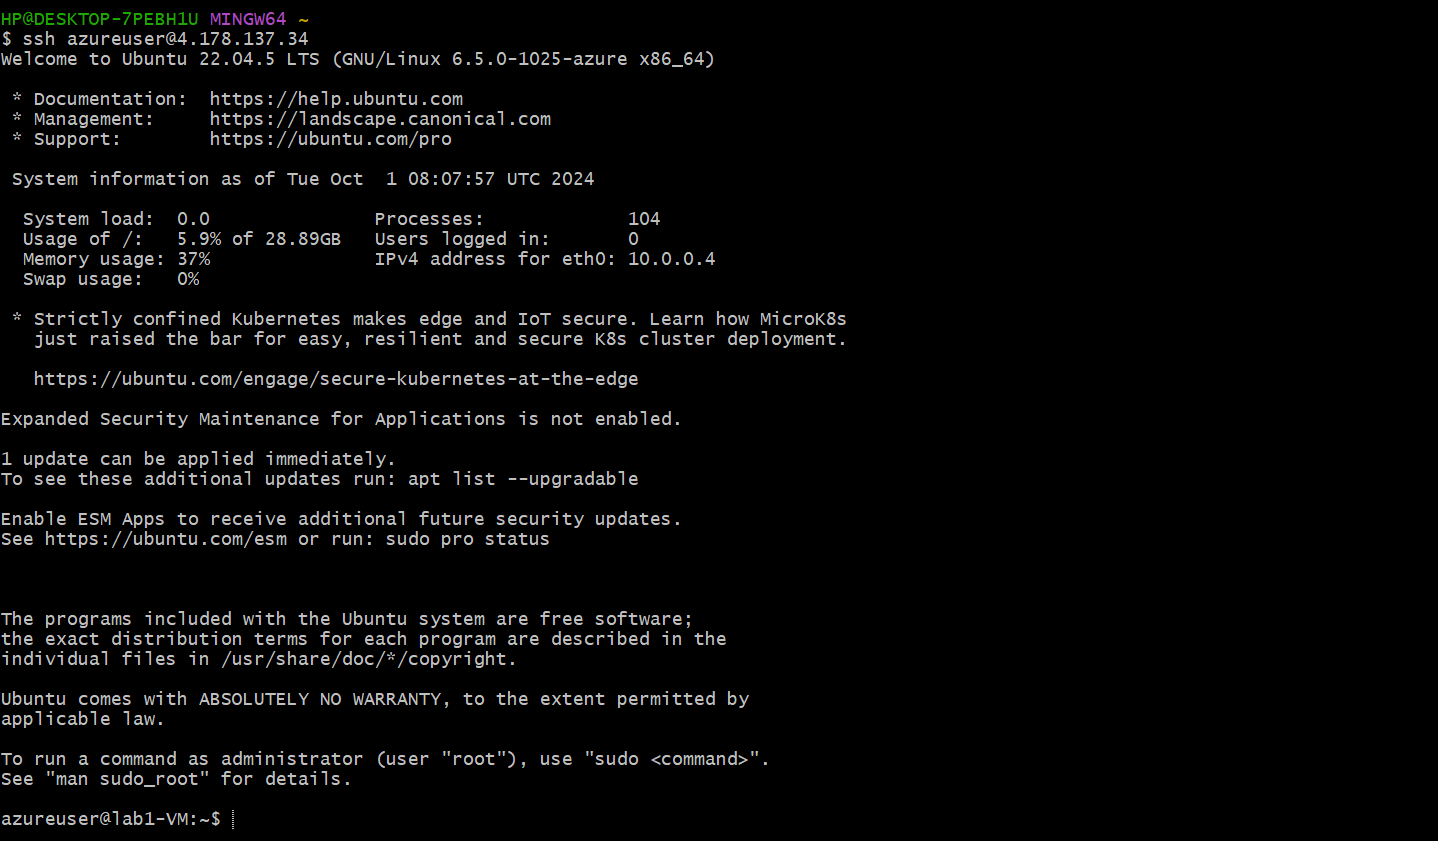 HP@DESKTOP-7PEBH1U MINGW64 ~
$ ssh azureuser@4.178.137.34
Welcome to Ubuntu 22.04.5 LTS (GNU/Linux 6.5.0-1025-azure x86_64)

 * Documentation:  https://help.ubuntu.com
 * Management:     https://landscape.canonical.com
 * Support:        https://ubuntu.com/pro

 System information as of Tue Oct  1 08:07:57 UTC 2024

  System load:  0.0               Processes:             104
  Usage of /:   5.9% of 28.89GB   Users logged in:       0
  Memory usage: 37%               IPv4 address for eth0: 10.0.0.4
  Swap usage:   0%

 * Strictly confined Kubernetes makes edge and IoT secure. Learn how MicroK8s
   just raised the bar for easy, resilient and secure K8s cluster deployment.

   https://ubuntu.com/engage/secure-kubernetes-at-the-edge

Expanded Security Maintenance for Applications is not enabled.

1 update can be applied immediately.
To see these additional updates run: apt list --upgradable

Enable ESM Apps to receive additional future security updates.
See https://ubuntu.com/esm or run: sudo pro status

The programs included with the Ubuntu system are free software;
the exact distribution terms for each program are described in the
individual files in /usr/share/doc/*/copyright.

Ubuntu comes with ABSOLUTELY NO WARRANTY, to the extent permitted by
applicable law.

To run a command as administrator (user "root"), use "sudo <command>".
See "man sudo_root" for details.

azureuser@lab1-VM:~$